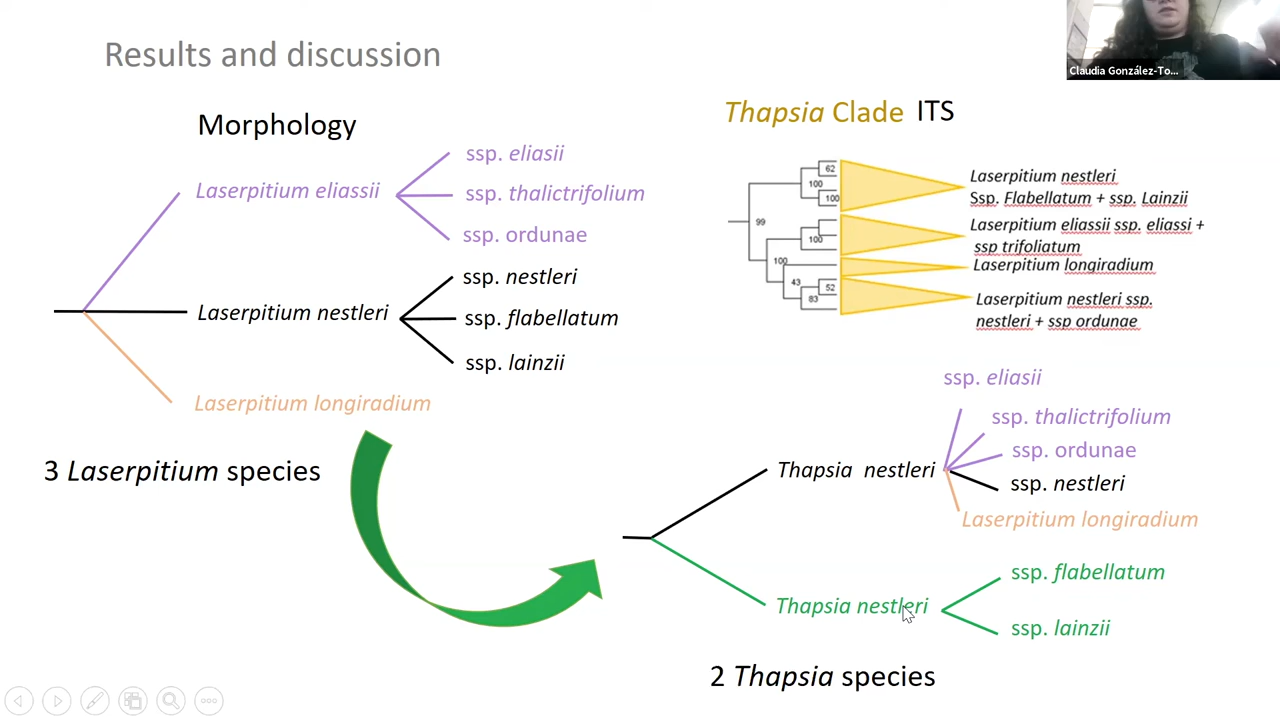 Results and discussion
Claudia González-To...
Morphology
Laserpitium eliassii
ssp. eliasii
ssp. thalictrifolium
ssp. ordunae
Laserpitium nestleri
ssp. nestleri
ssp. flabellatum
ssp. lainzii
Laserpitium longiradium
3 Laserpitium species
Thapsia Clade ITS
62
100
100
99
100
100
43
52
83
Laserpitium nestleri
Ssp. Flabellatum + ssp. Lainzii
Laserpitium eliassii ssp. eliassi +
ssp trifoliatum
Laserpitium longiradium
Laserpitium nestleri ssp.
nestleri + ssp ordunae
Thapsia nestleri
ssp. eliasii
ssp. thalictrifolium
ssp. ordunae
ssp. nestleri
Laserpitium longiradium
Thapsia nestleri
ssp. flabellatum
ssp. lainzii
2 Thapsia species